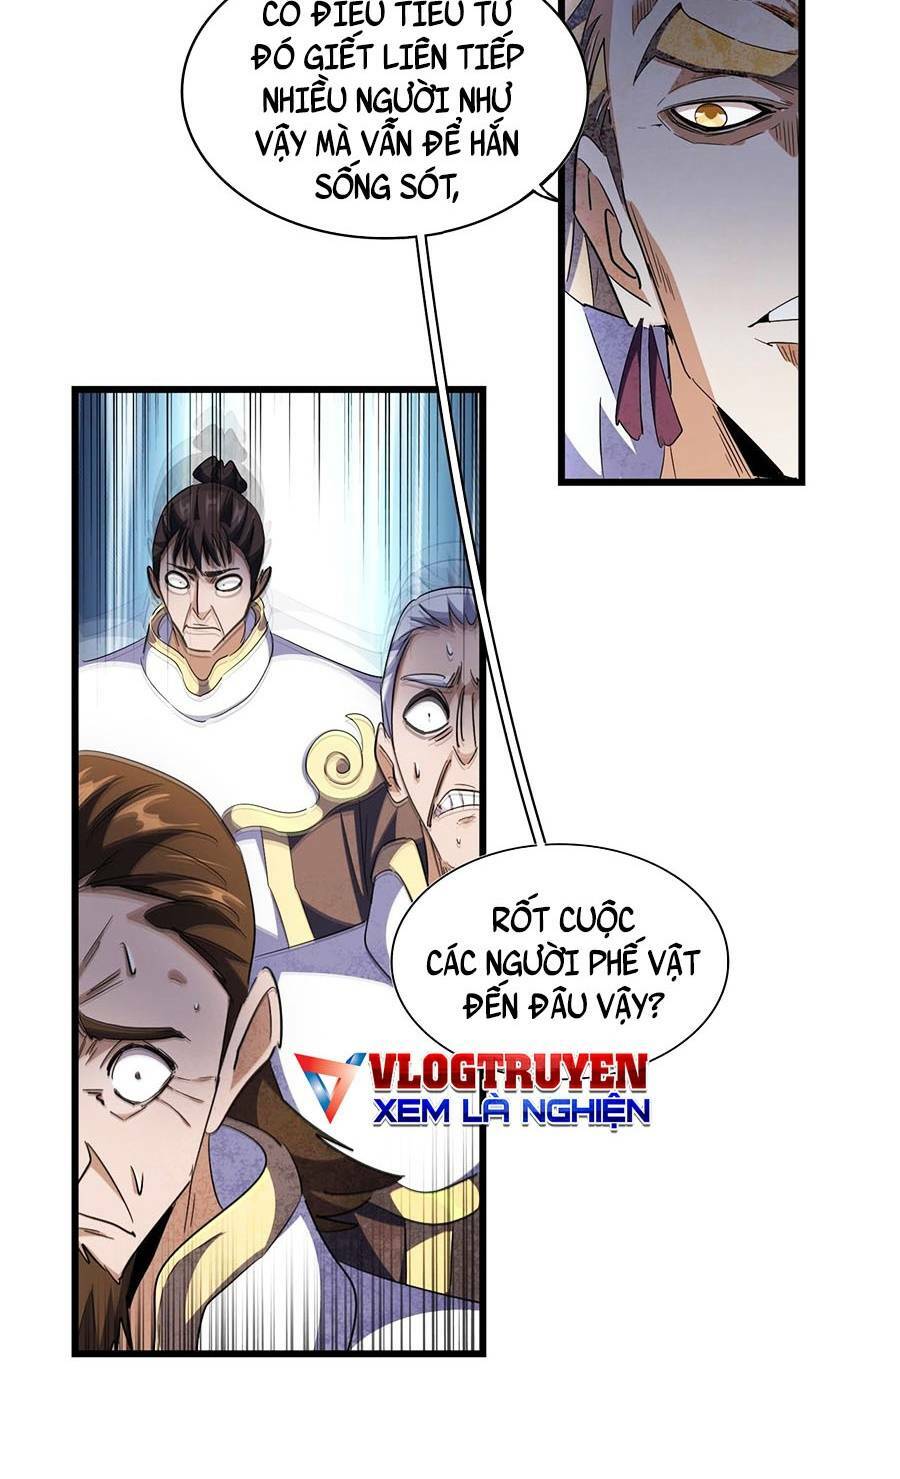 CÓ ĐIỀU TIỂU TỬ
ĐÓ GIẾT LIÊN TIẾP
NHIỀU NGƯỜI NHƯ
VẬY MÀ VẪN ĐỂ HẮN
SỐNG SÓT,
RỐT CUỘC
CÁC NGƯỜI PHẾ VẬT
ĐẾN ĐÂU VẬY?
VLOGTRUYEN
XEM LÀ NGHIỆN